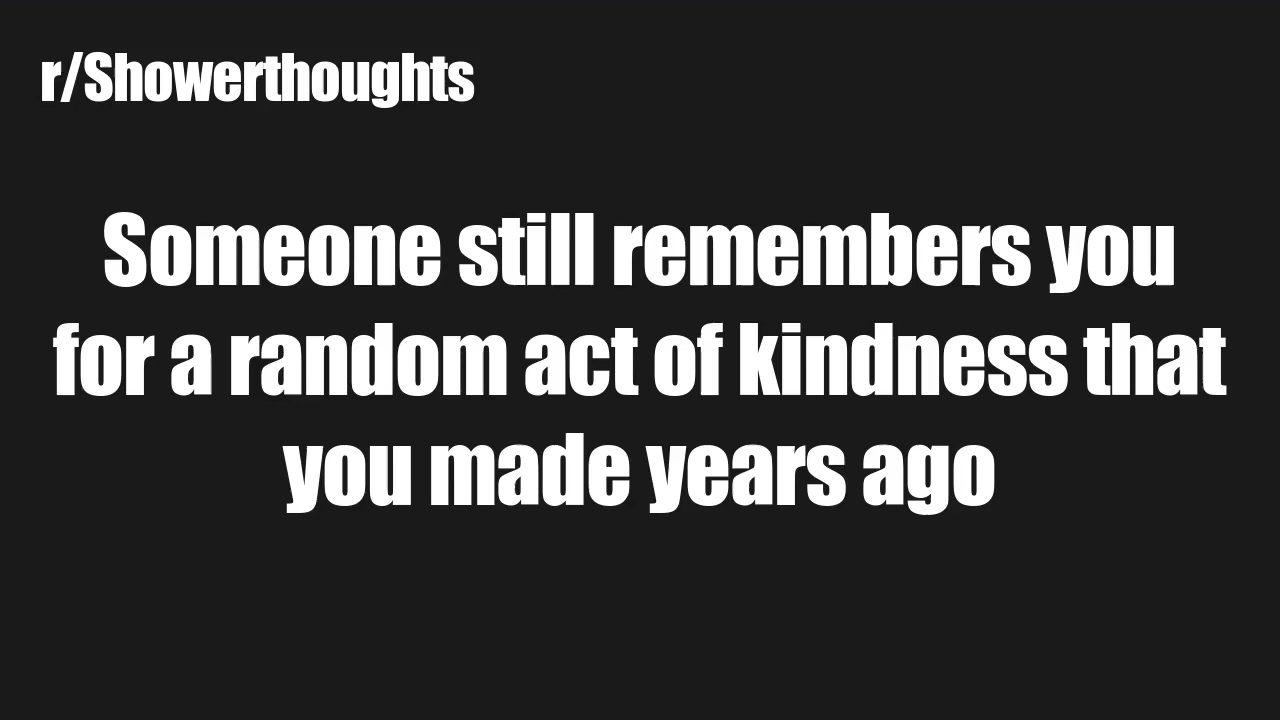 r/Showerthoughts
Someone still remembers you
for a random act of kindness that
you made years ago